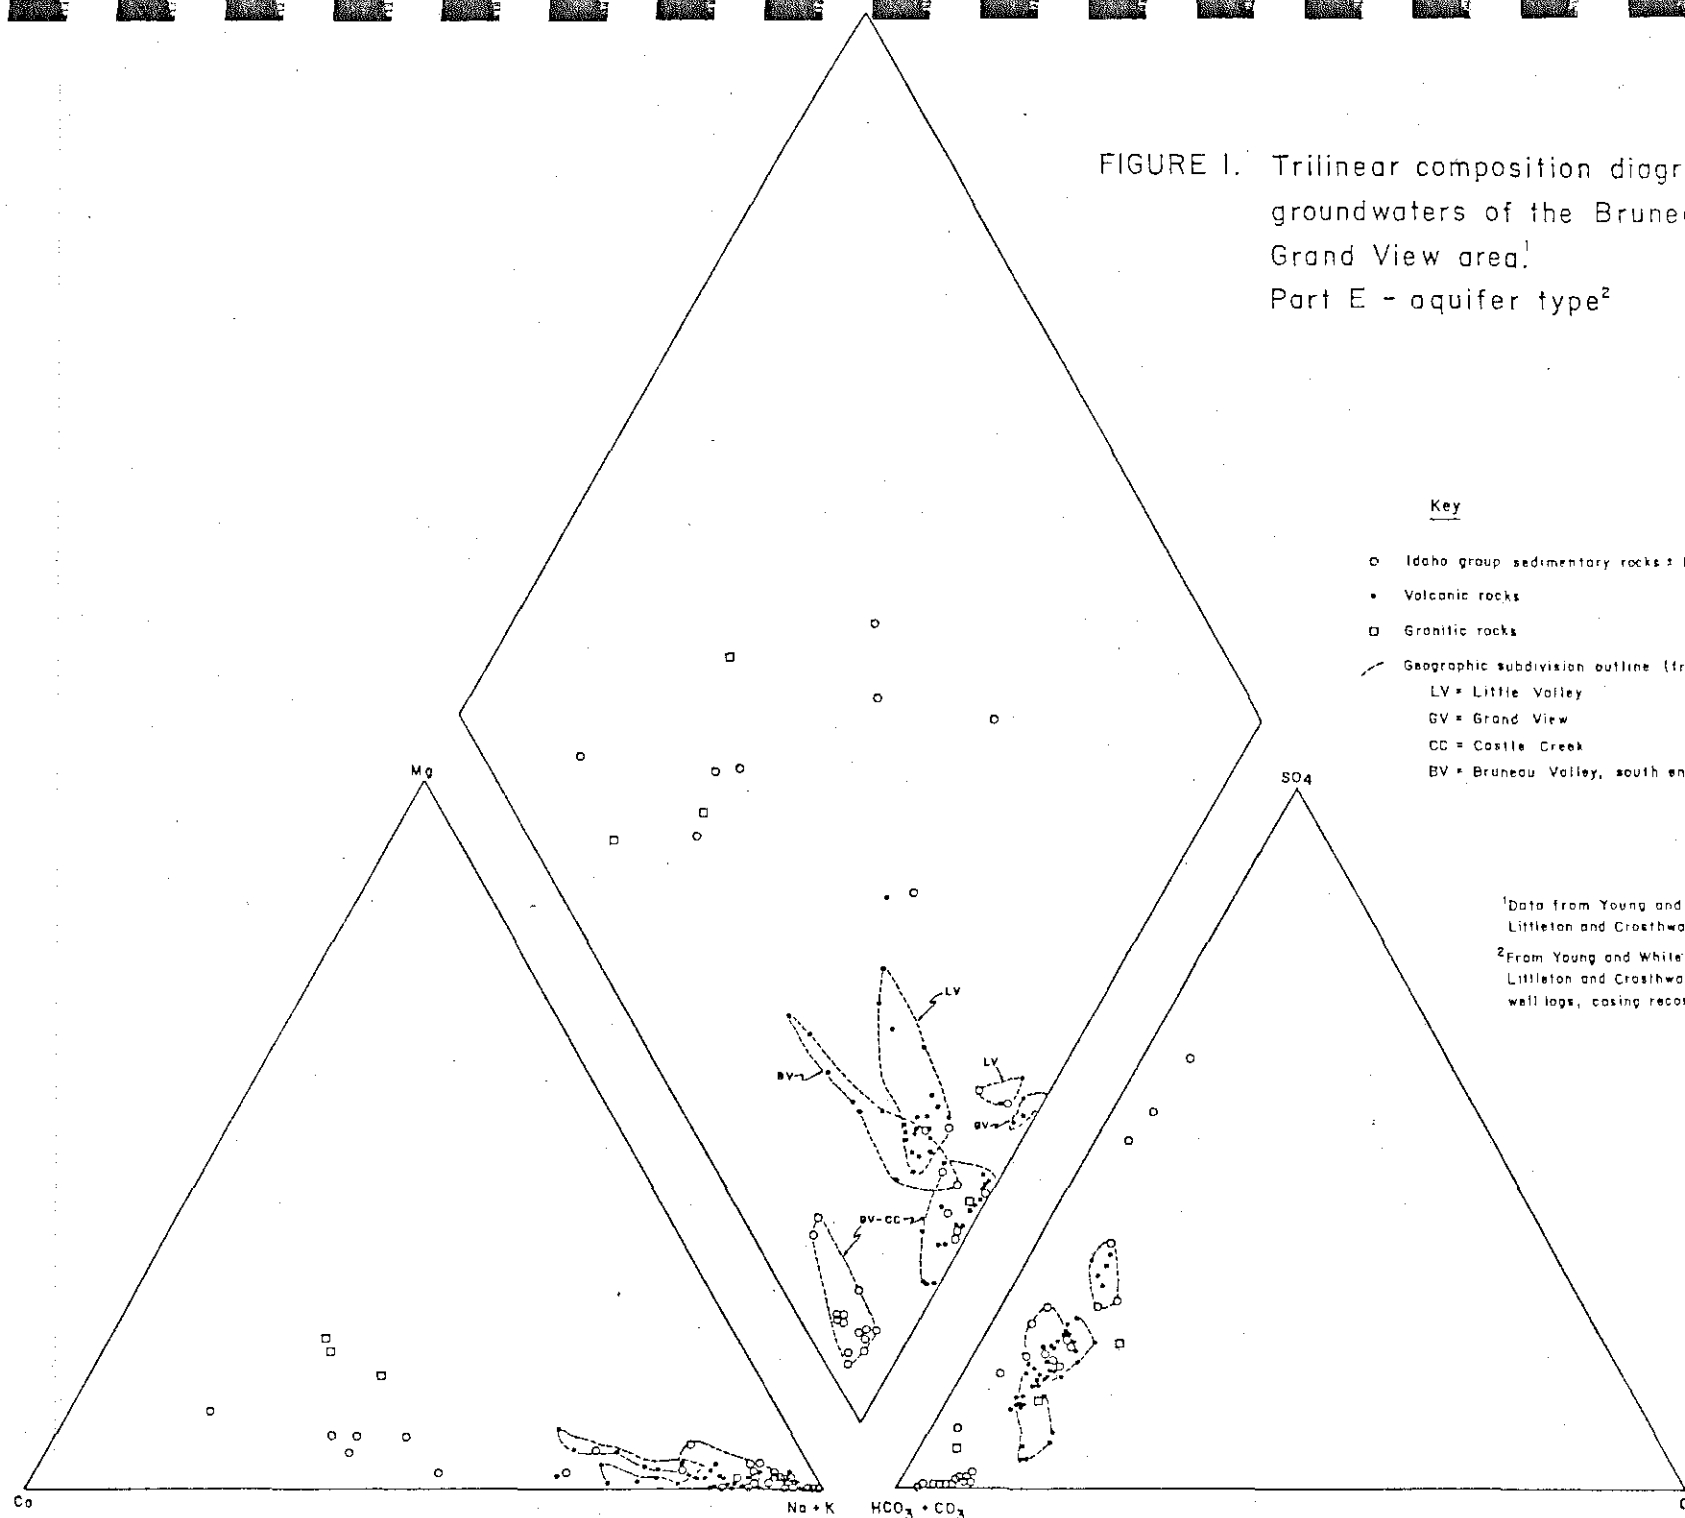 FIGURE 1. Trilinear composition diagr
groundwaters of the Brune
Grand View area.¹
Part E - aquifer type²
Key
Idaho group sedimentary rocks ±
Volcanic rocks
Granitic rocks
Geographic subdivision outline (fr
LV = Little Valley
GV = Grand View
CC = Castle Creek
BV = Bruneau Valley, south en
Mg
SO4
¹Data from Young and
Littleton and Crosthwa
²From Young and White
Littleton and Crosthwa
well logs, casing recor
LV
BV
LV
GV
GV-CC
Ca
Na + K
HCO3 + CO3
C